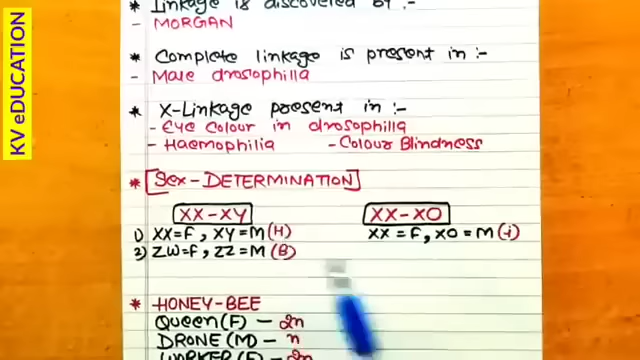 * Linkage is discovered by :-
- MORGAN
* Complete linkage is present in :-
- Male drosophilla
* X-Linkage present in :-
- Eye Colour in drosophilla
- Haemophilia - Colour Blindness
* [Sex-DETERMINATION]
XX-XY XX-XO
1) XX=F, XY=M (H) XX=F, XO=M (i)
2) ZW=F, ZZ=M (B)
* HONEY-BEE
Queen (F) - 2n
DRONE (M) - n
WORKER (F) - 2n
KV eDUCATION